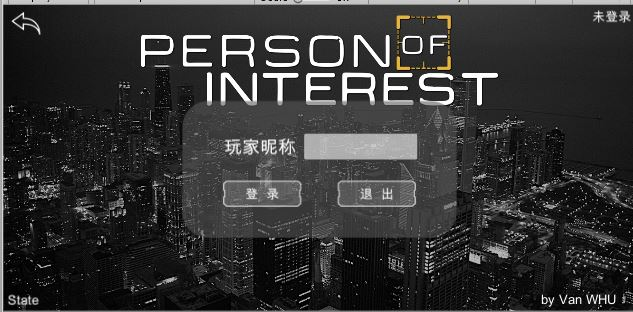 未登录
PERSON OF
INTEREST
玩家昵称
登 录
退 出
State
by Van WHU